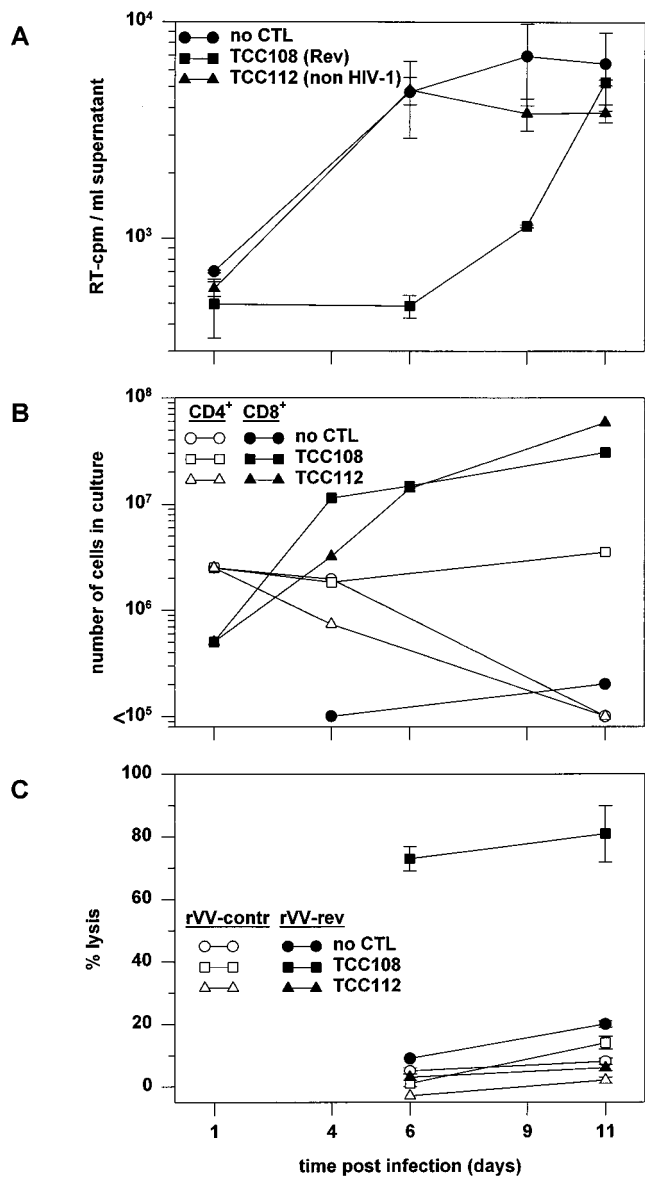 A
10⁴
no CTL
TCC108 (Rev)
TCC112 (non HIV-1)
10³
RT-cpm / ml supernatant
B
10⁸
CD4⁺ CD8⁺
no CTL
TCC108
TCC112
10⁷
10⁶
<10⁵
number of cells in culture
C
100
80
60
40
20
0
% lysis
rVV-contr rVV-rev
no CTL
TCC108
TCC112
1 4 6 9 11
time post infection (days)